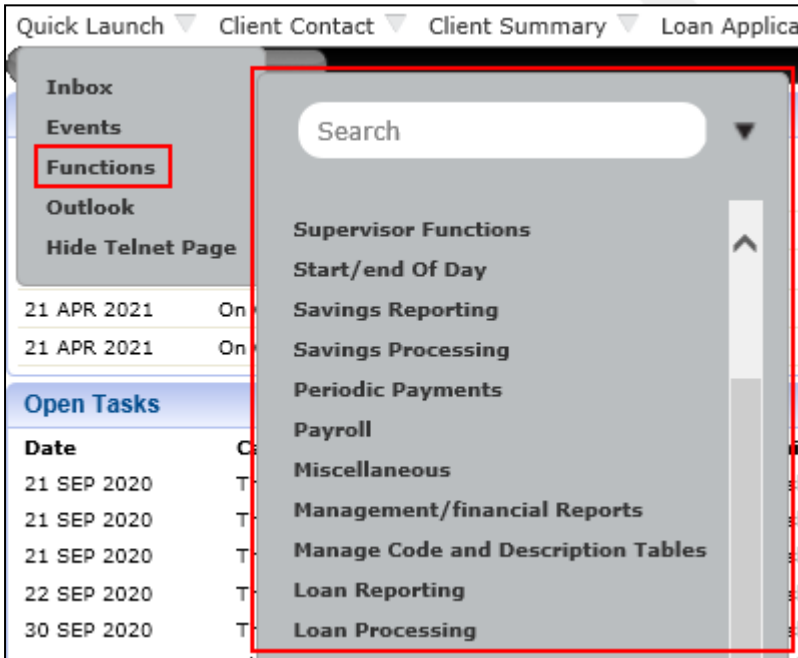 Quick Launch Client Contact Client Summary Loan Applica
Inbox
Events
Functions
Outlook
Hide Telnet Page
Search
Supervisor Functions
Start/end Of Day
Savings Reporting
Savings Processing
Periodic Payments
Payroll
Miscellaneous
Management/financial Reports
Manage Code and Description Tables
Loan Reporting
Loan Processing
21 APR 2021 On
21 APR 2021 On
Open Tasks
Date
21 SEP 2020
21 SEP 2020
21 SEP 2020
22 SEP 2020
30 SEP 2020